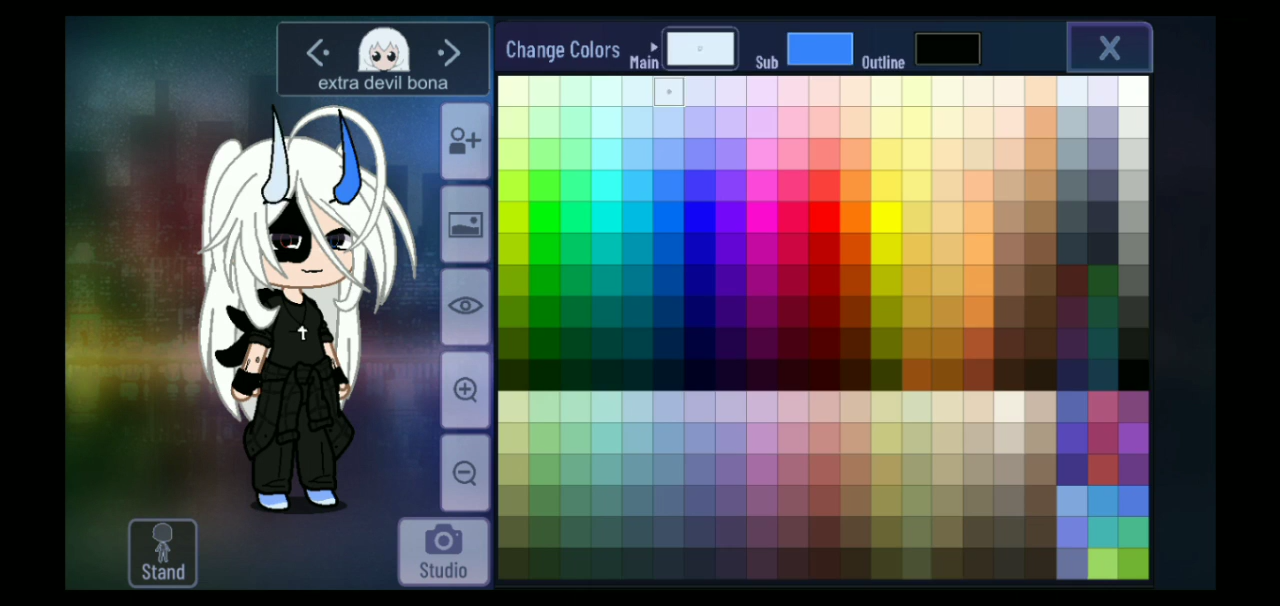 extra devil bona
Change Colors
Main
Sub
Outline
X
Stand
Studio